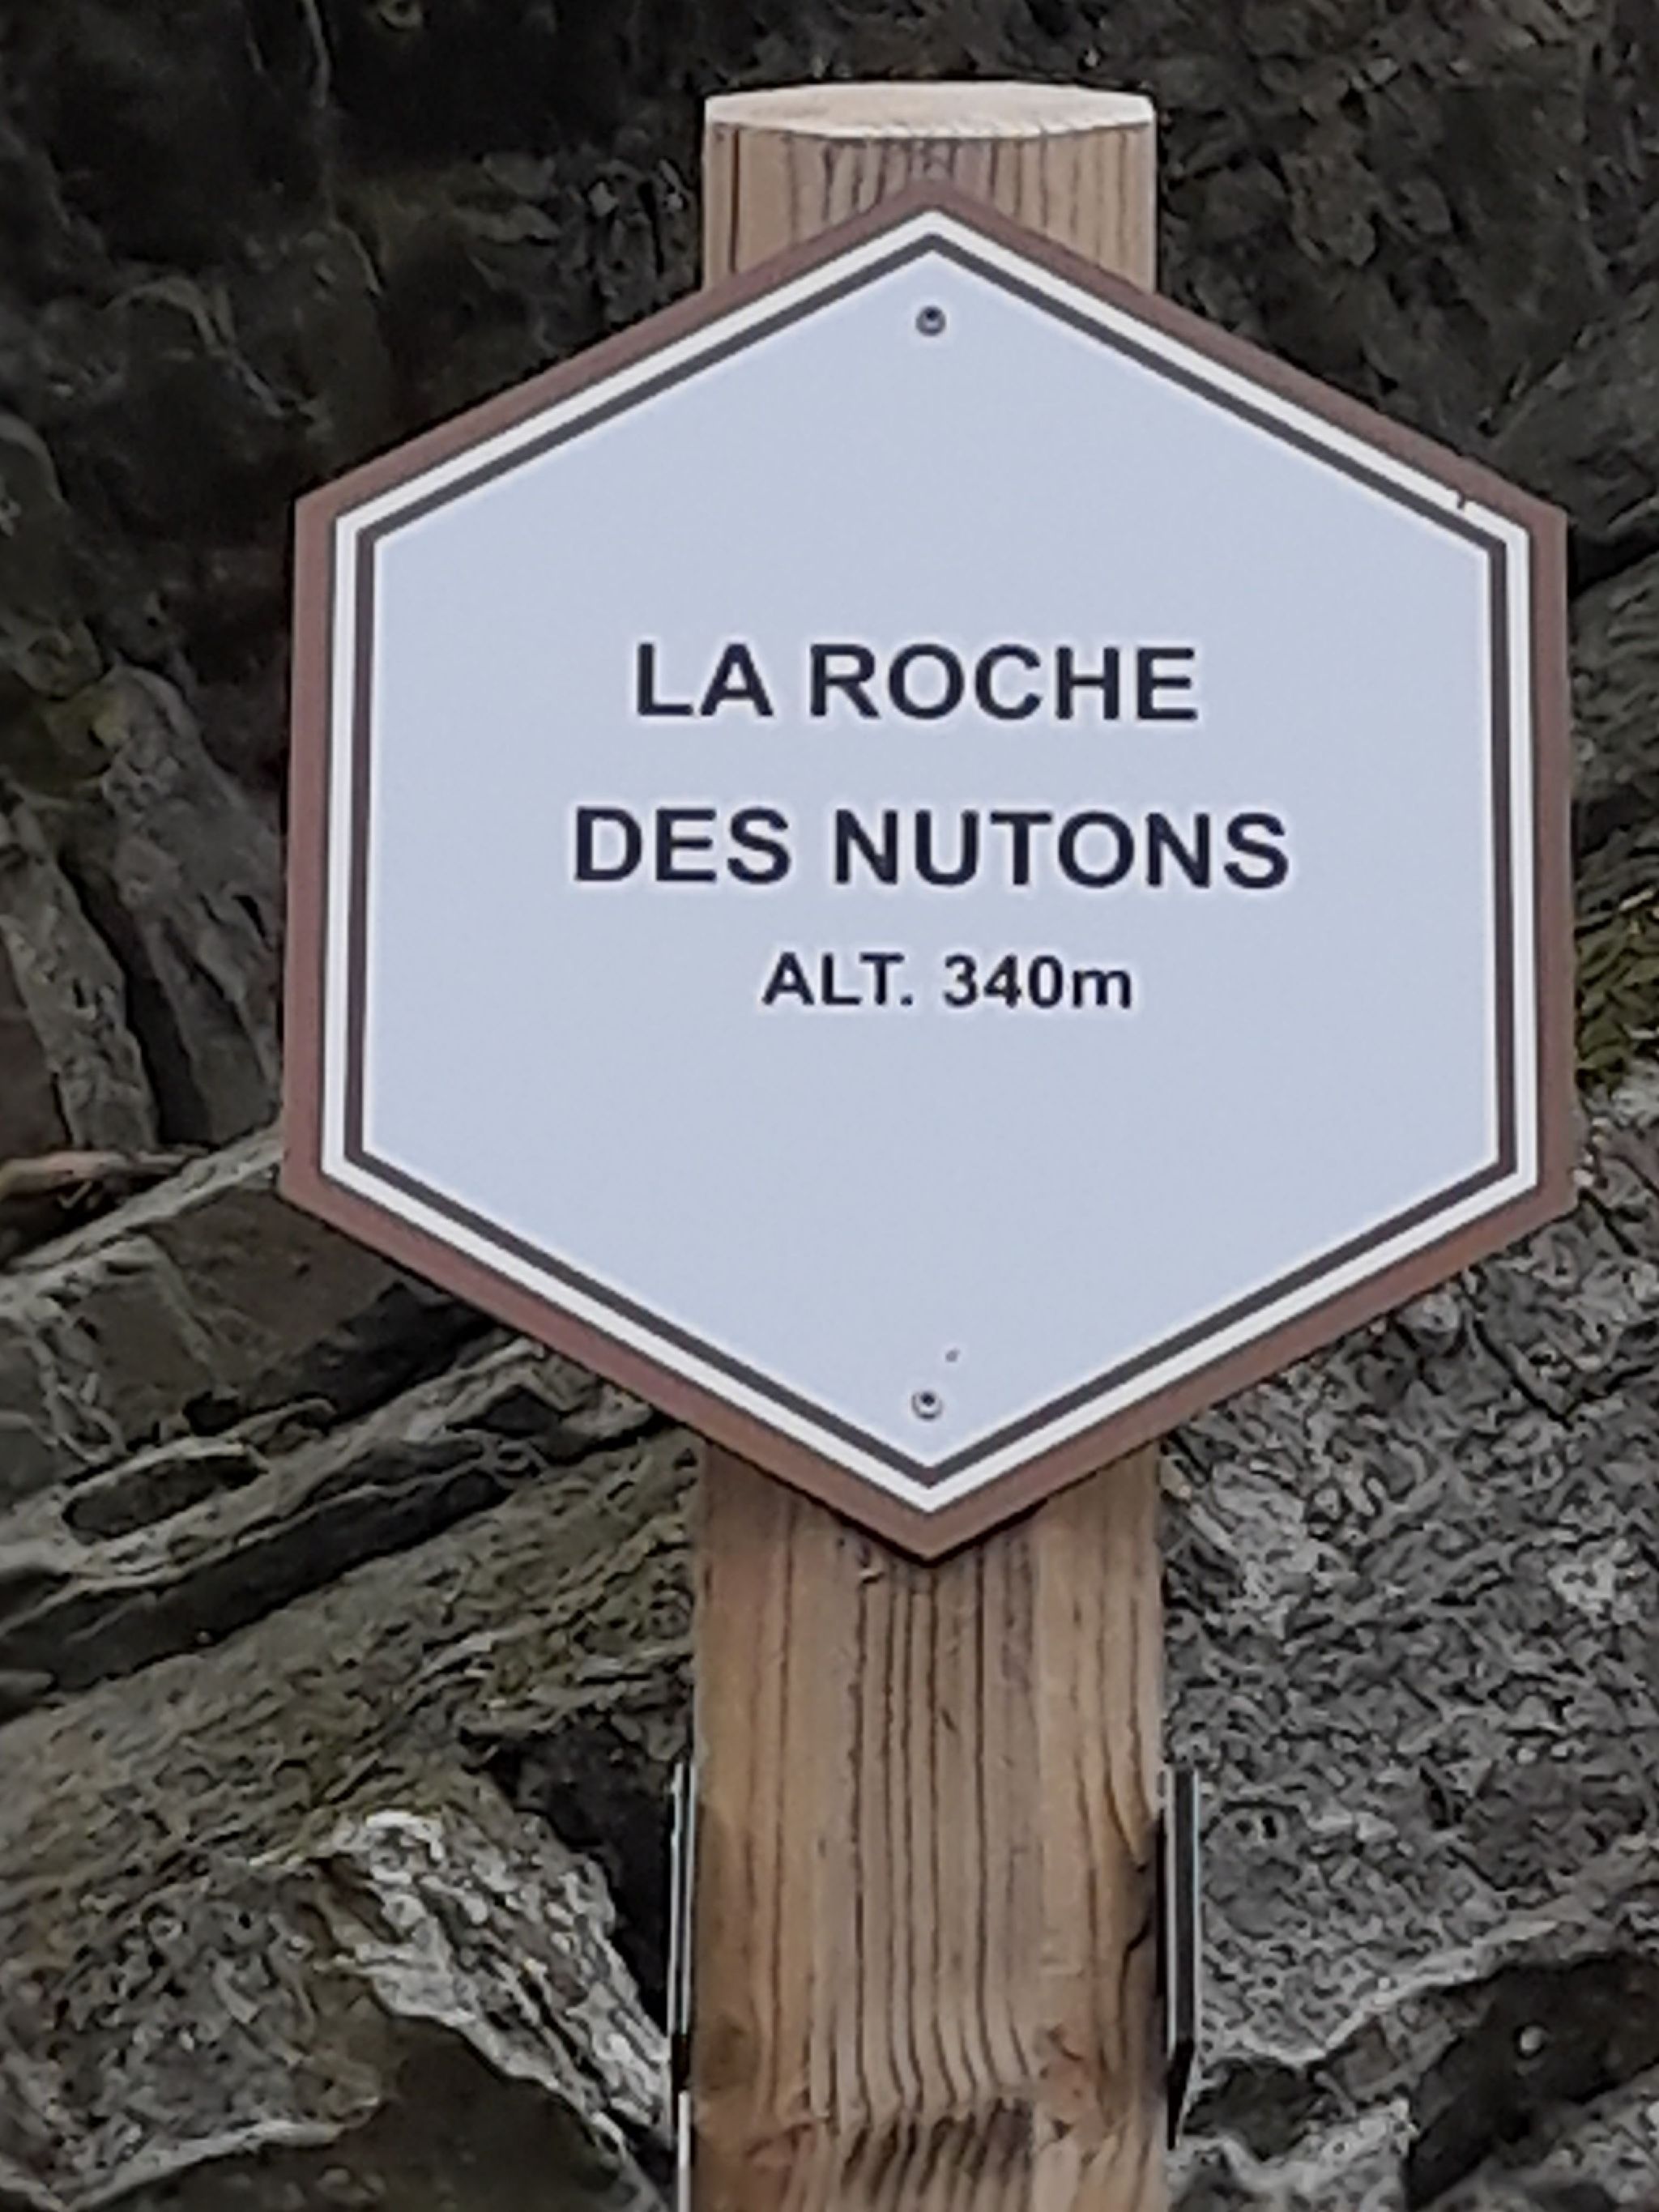 LA ROCHE
DES NUTONS
ALT. 340m